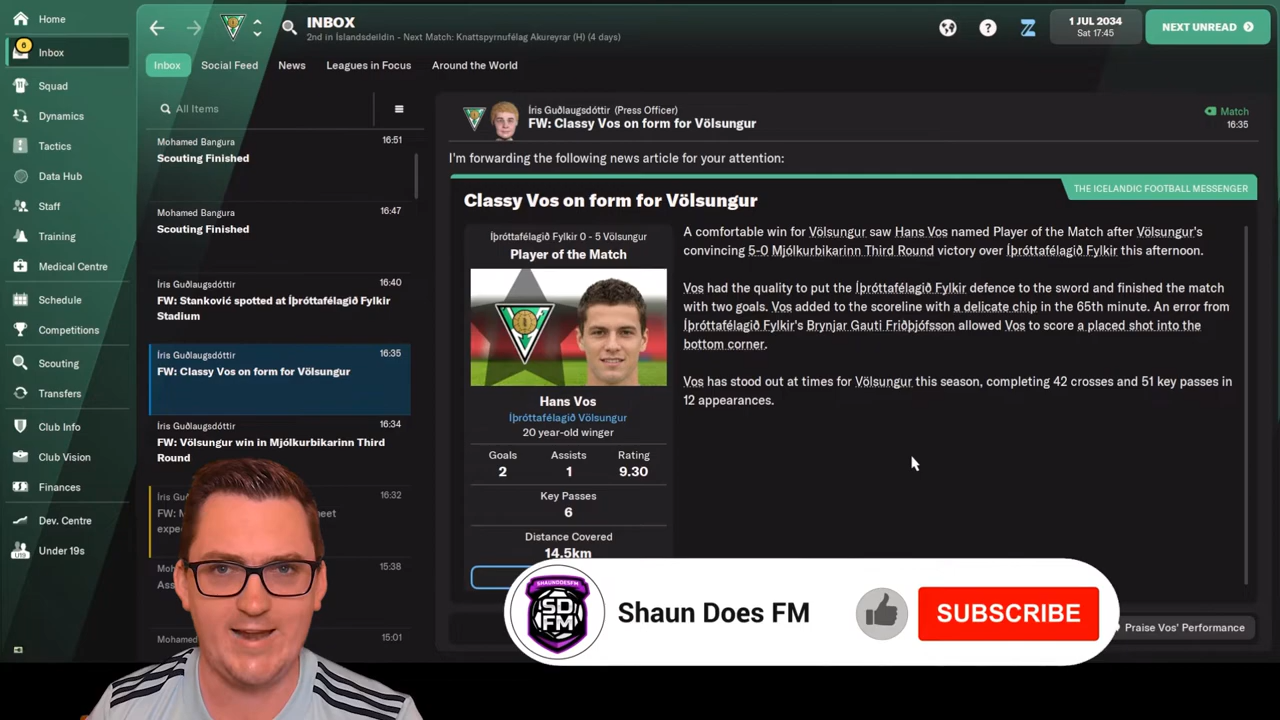 Home
Inbox
6
Squad
Dynamics
Tactics
Data Hub
Staff
Training
Medical Centre
Schedule
Competitions
Scouting
Transfers
Club Info
Club Vision
Finances
Dev. Centre
Under 19s
U19
INBOX
2nd in Íslandsdeildin - Next Match: Knattspyrnufélag Akureyrar (H) (4 days)
1 JUL 2034
Sat 17:45
NEXT UNREAD
Inbox
Social Feed
News
Leagues in Focus
Around the World
All Items
Mohamed Bangura
16:51
Scouting Finished
Mohamed Bangura
16:47
Scouting Finished
Íris Guðlaugsdóttir
16:40
FW: Stanković spotted at Íþróttafélagið Fylkir
Stadium
Íris Guðlaugsdóttir
16:35
FW: Classy Vos on form for Völsungur
Íris Guðlaugsdóttir
16:34
FW: Völsungur win in Mjólkurbikarinn Third
Round
16:32
15:38
Mohamed
15:01
Íris Guðlaugsdóttir (Press Officer)
FW: Classy Vos on form for Völsungur
Match
16:35
I'm forwarding the following news article for your attention:
THE ICELANDIC FOOTBALL MESSENGER
Classy Vos on form for Völsungur
Íþróttafélagið Fylkir 0 - 5 Völsungur
Player of the Match
Hans Vos
Íþróttafélagið Völsungur
20 year-old winger
Goals Assists Rating
2 1 9.30
Key Passes
6
Distance Covered
14.5km
A comfortable win for Völsungur saw Hans Vos named Player of the Match after Völsungur's
convincing 5-0 Mjólkurbikarinn Third Round victory over Íþróttafélagið Fylkir this afternoon.
Vos had the quality to put the Íþróttafélagið Fylkir defence to the sword and finished the match
with two goals. Vos added to the scoreline with a delicate chip in the 65th minute. An error from
Íþróttafélagið Fylkir's Brynjar Gauti Friðþjófsson allowed Vos to score a placed shot into the
bottom corner.
Vos has stood out at times for Völsungur this season, completing 42 crosses and 51 key passes in
12 appearances.
Praise Vos' Performance
SHAUNDOESFM
SD
FM
Shaun Does FM
SUBSCRIBE